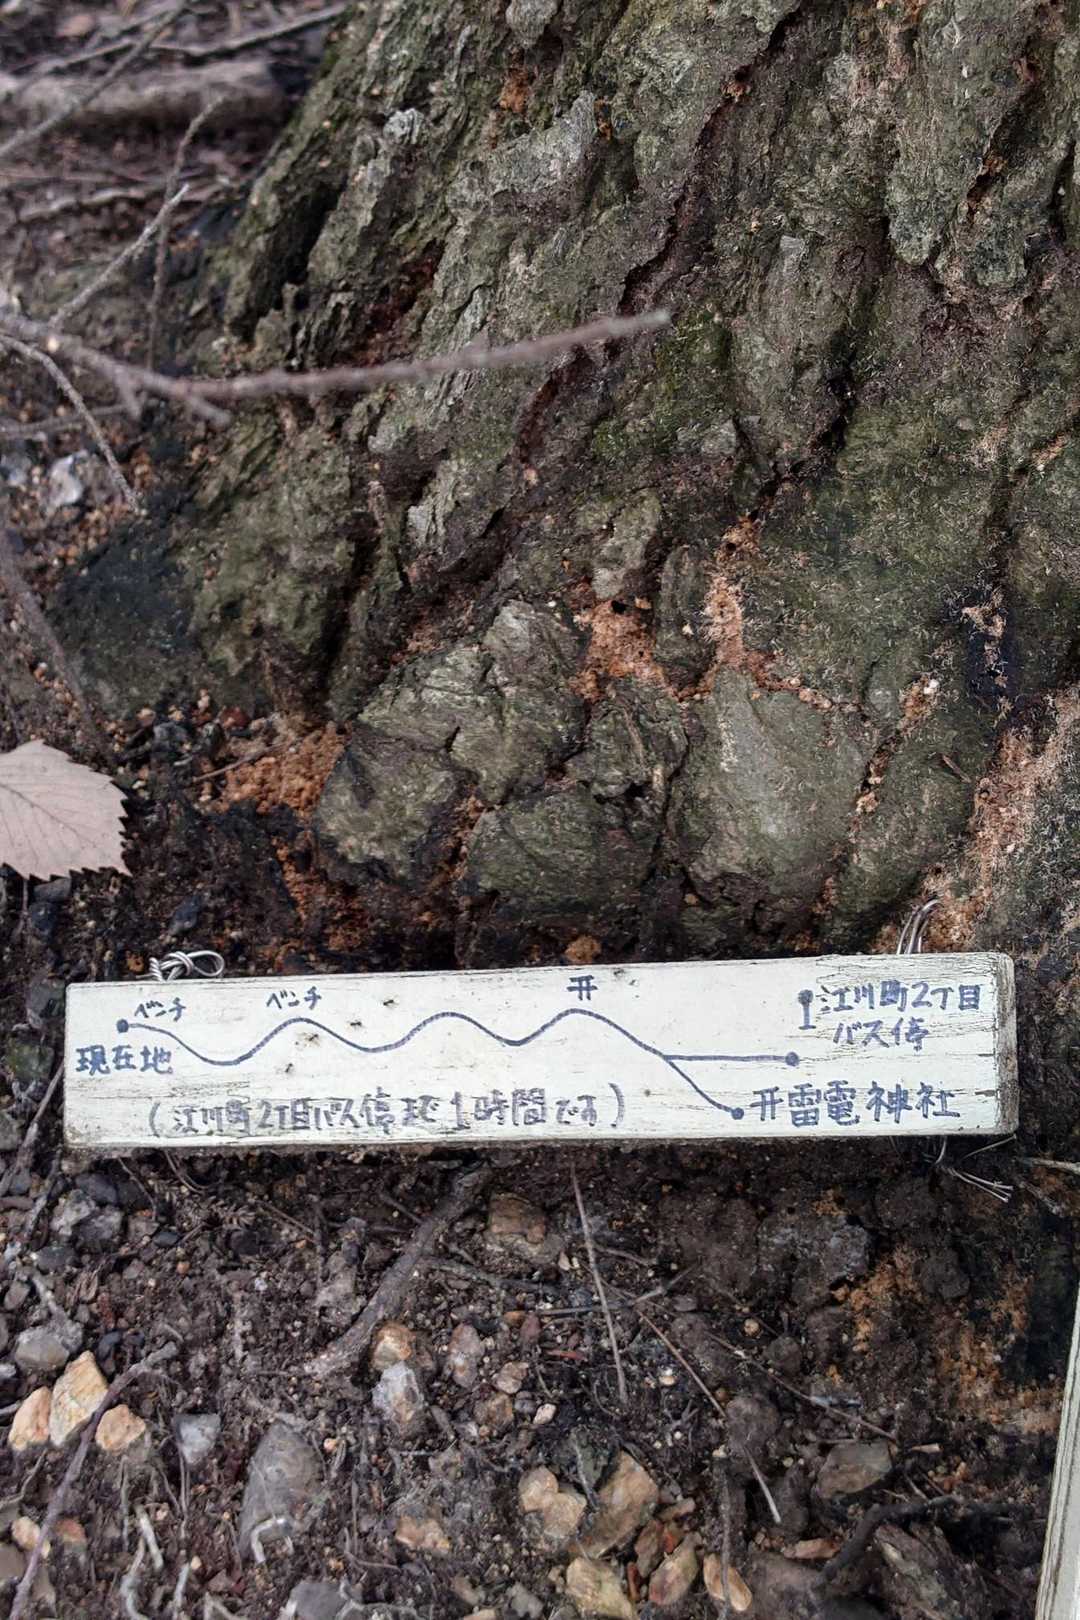 ベンチ
ベンチ
开
現在地
江川町2丁目
バス停
开雷電神社
(江川町2丁目バス停まで1時間です)